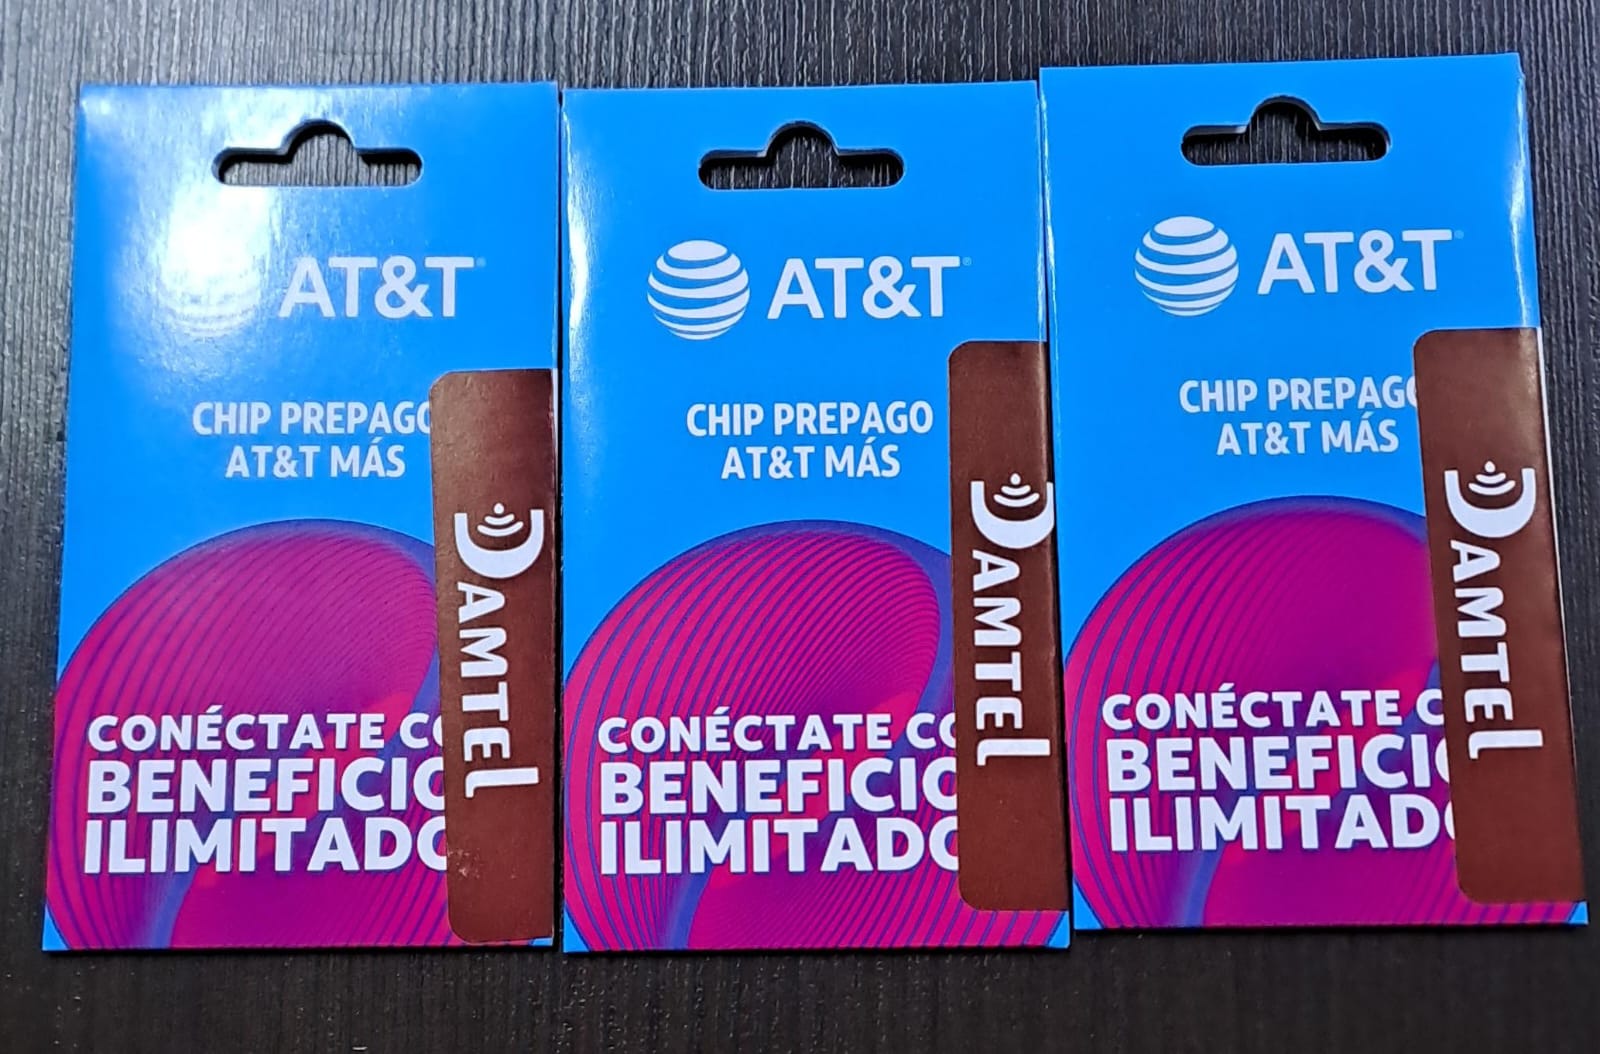 AT&T
CHIP PREPAGO
AT&T MÁS
CONÉCTATE
BENEFICIO
ILIMITADO
DAMTEL
AT&T
CHIP PREPAGO
AT&T MÁS
CONÉCTATE CO
BENEFICIO
ILIMITADO
DAMTEL
AT&T
CHIP PREPAGO
AT&T MÁS
CONÉCTATE C
BENEFICIO
ILIMITADO
DAMTEL